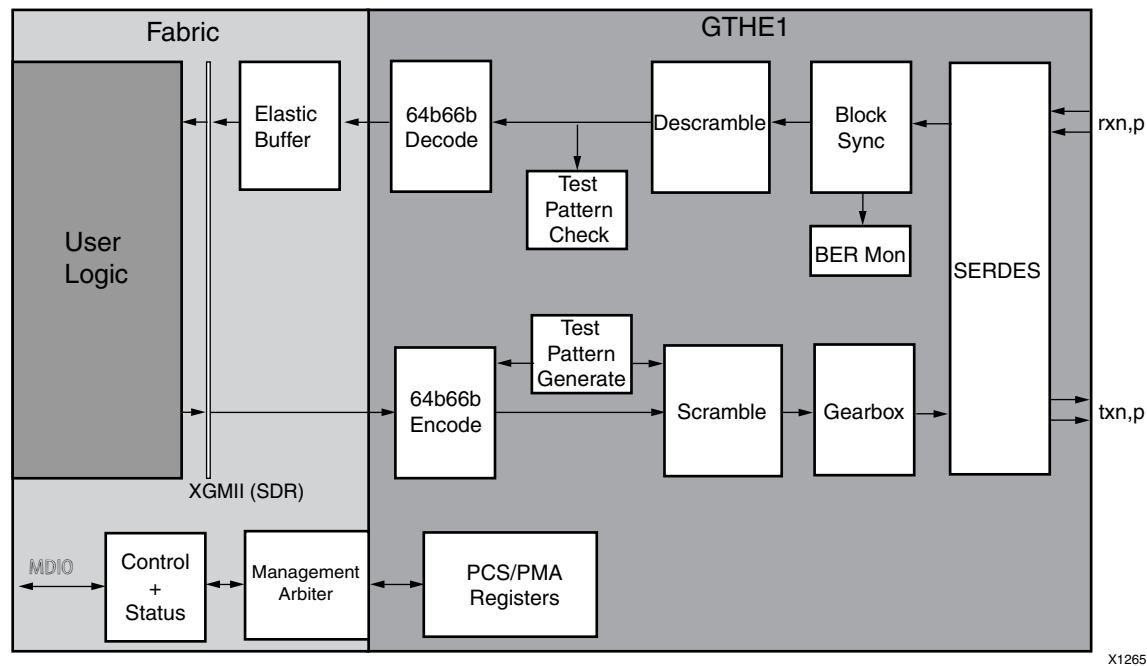 Fabric
GTHE1
User
Logic
Elastic
Buffer
64b66b
Decode
Descramble
Block
Sync
Test
Pattern
Check
BER Mon
SERDES
rxn,p
64b66b
Encode
Test
Pattern
Generate
Scramble
Gearbox
txn,p
XGMII (SDR)
MDIO
Control
+
Status
Management
Arbiter
PCS/PMA
Registers
X1265